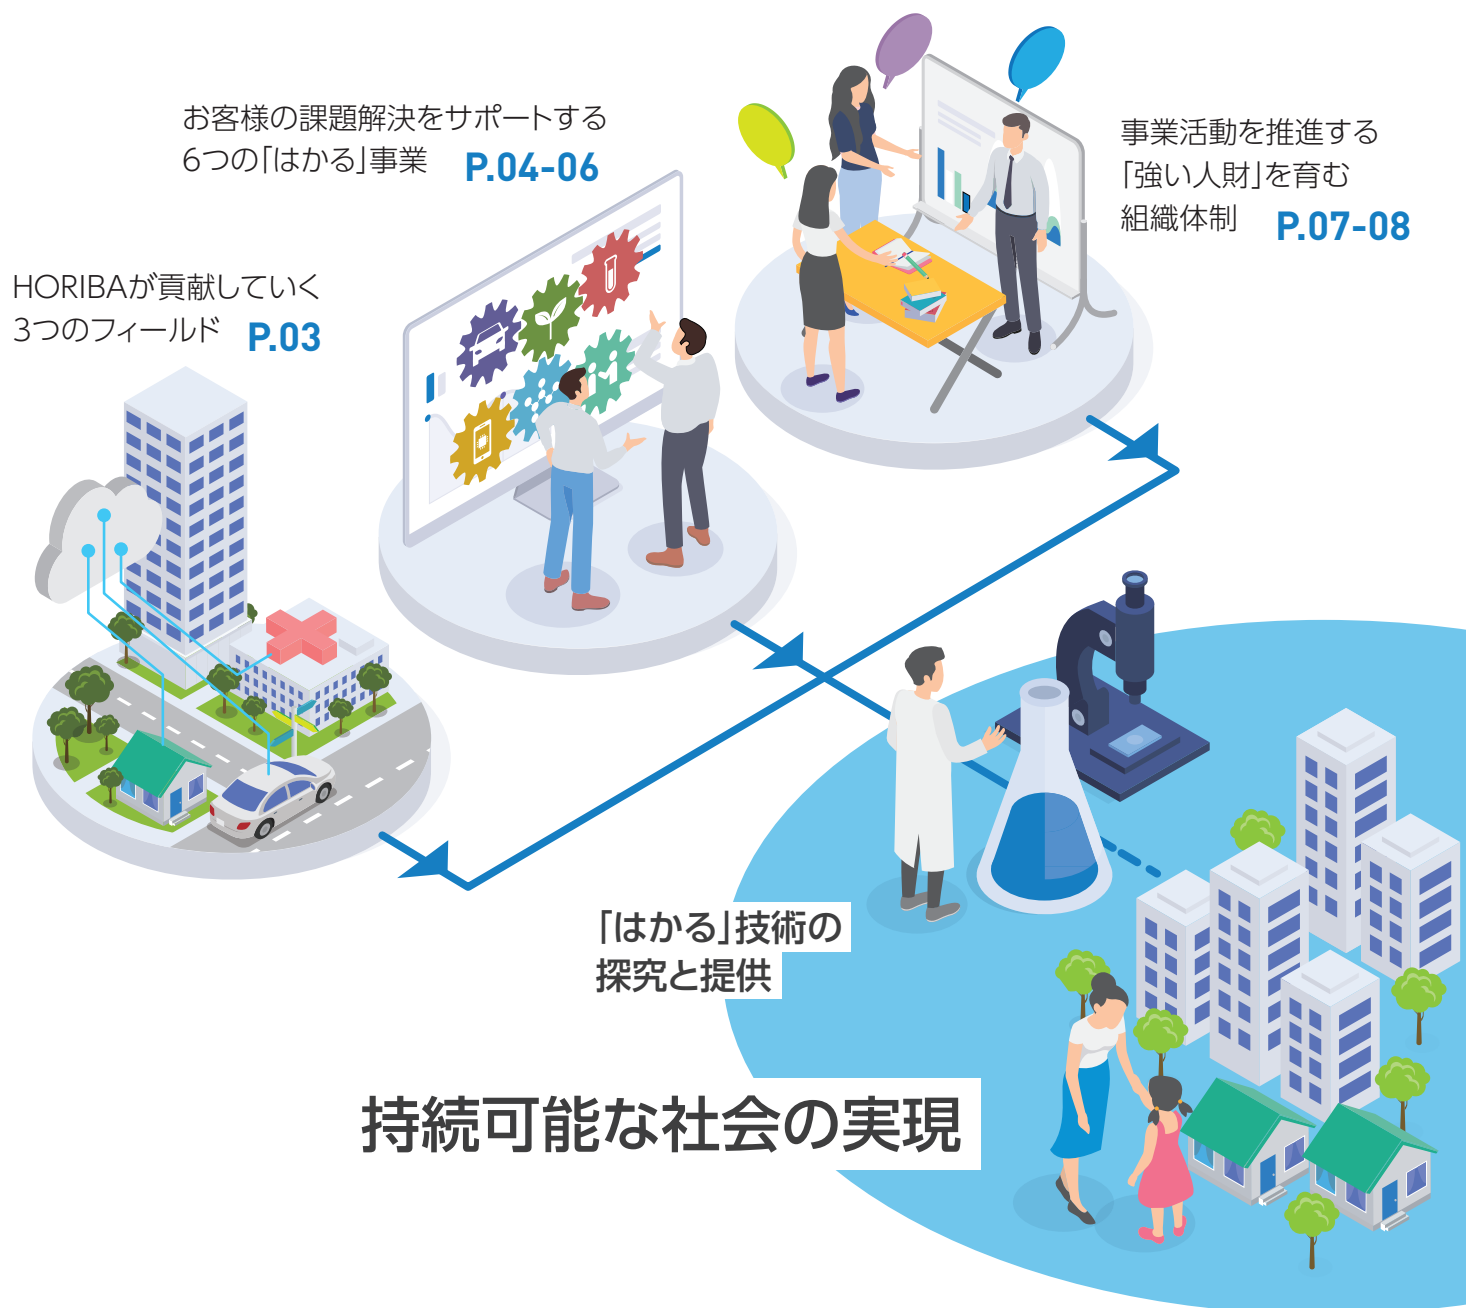 お客様の課題解決をサポートする
6つの「はかる」事業 P.04-06
事業活動を推進する
「強い人財」を育む
組織体制 P.07-08
HORIBAが貢献していく
3つのフィールド P.03
「はかる」技術の
探究と提供
持続可能な社会の実現